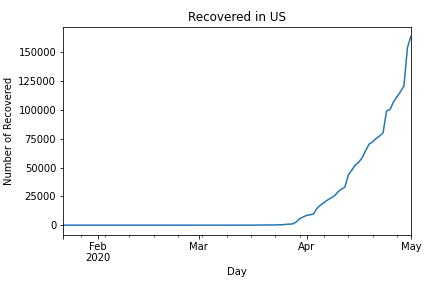 Recovered in US
Number of Recovered
150000
125000
100000
75000
50000
25000
0
Feb
2020
Mar
Apr
May
Day